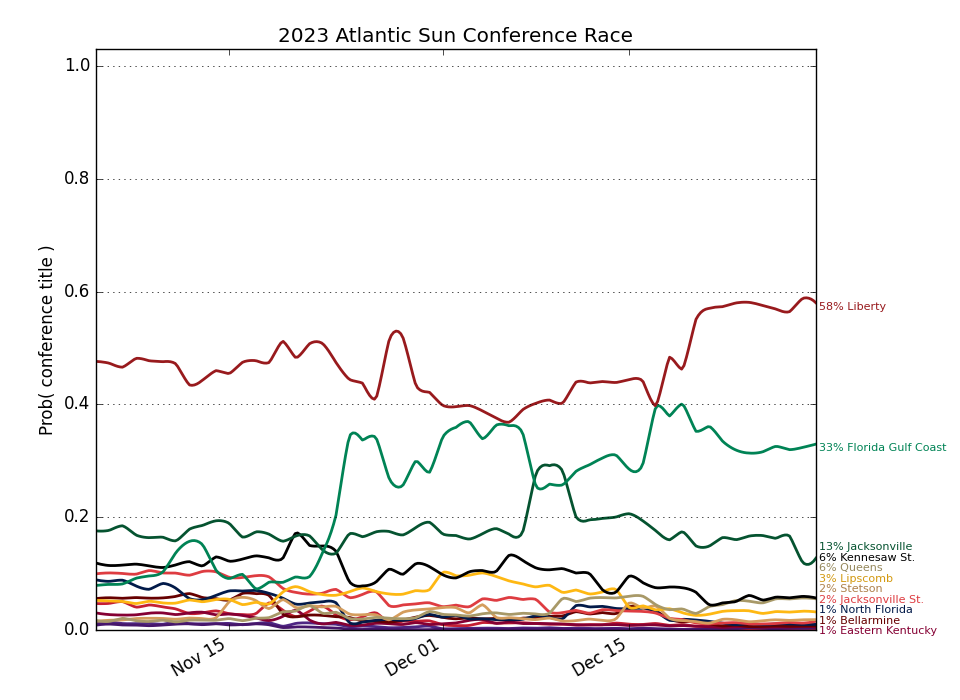 2023 Atlantic Sun Conference Race
Prob( conference title )
1.0
0.8
0.6
0.4
0.2
0.0
Nov 15
Dec 01
Dec 15
58% Liberty
33% Florida Gulf Coast
13% Jacksonville
6% Kennesaw St.
6% Queens
3% Lipscomb
2% Stetson
2% Jacksonville St.
1% North Florida
1% Bellarmine
1% Eastern Kentucky